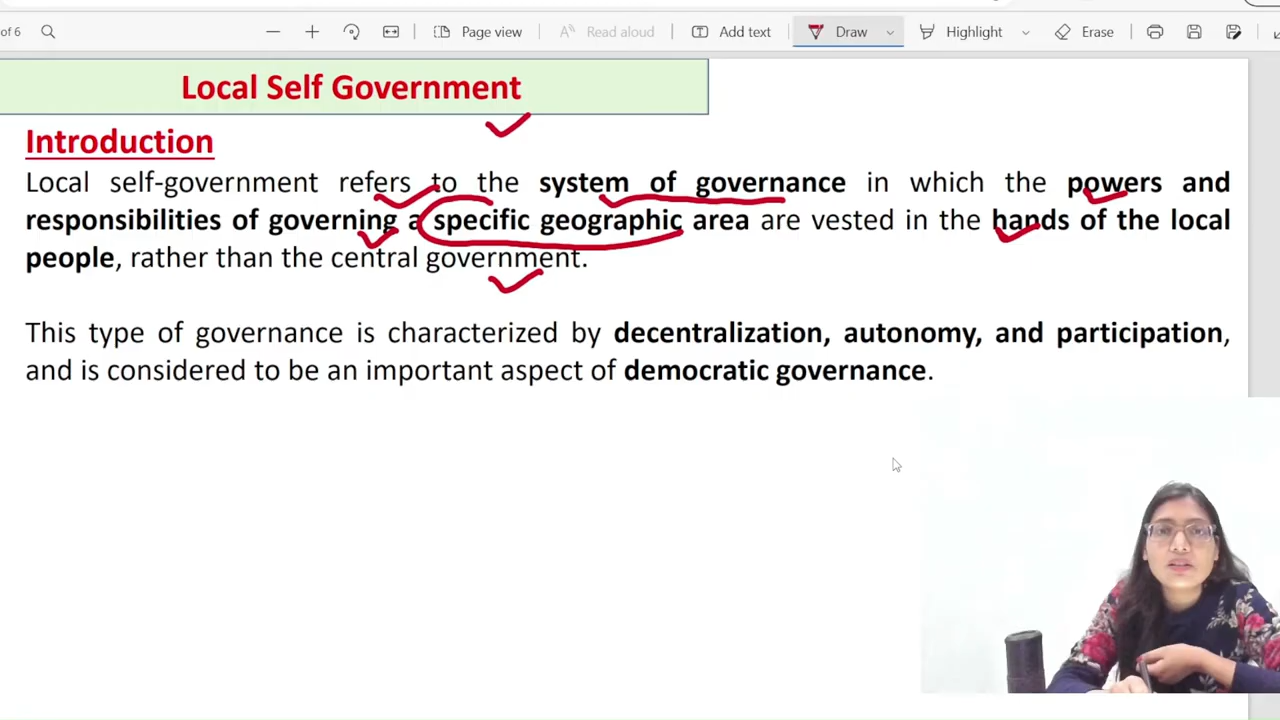 of 6 Page view Read aloud Add text Draw Highlight Erase
Local Self Government
Introduction
Local self-government refers to the system of governance in which the powers and
responsibilities of governing a specific geographic area are vested in the hands of the local
people, rather than the central government.
This type of governance is characterized by decentralization, autonomy, and participation,
and is considered to be an important aspect of democratic governance.